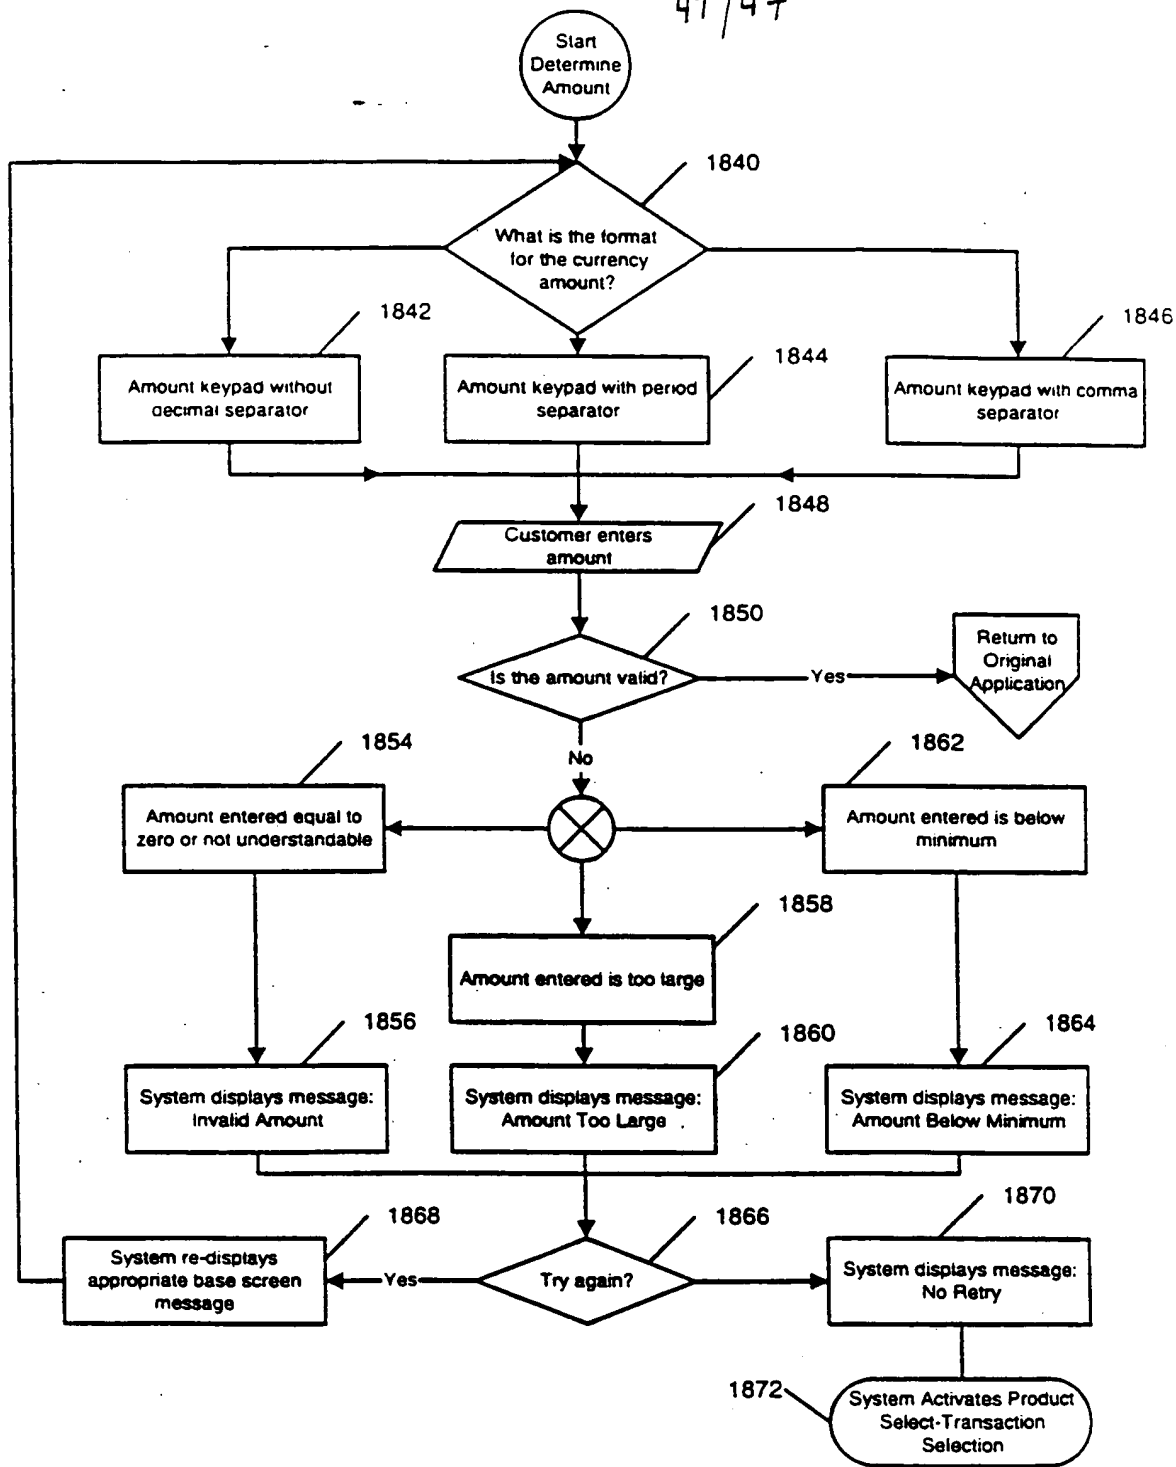 47/47
Start
Determine
Amount
1840
What is the format
for the currency
amount?
1842
1844
1846
Amount keypad without
decimal separator
Amount keypad with period
separator
Amount keypad with comma
separator
1848
Customer enters
amount
1850
Is the amount valid?
Yes
Return to
Original
Application
No
1854
1862
Amount entered equal to
zero or not understandable
Amount entered is below
minimum
1858
Amount entered is too large
1856
1860
1864
System displays message:
Invalid Amount
System displays message:
Amount Too Large
System displays message:
Amount Below Minimum
1868
1866
1870
System re-displays
appropriate base screen
message
Yes
Try again?
System displays message:
No Retry
1872
System Activates Product
Select-Transaction
Selection